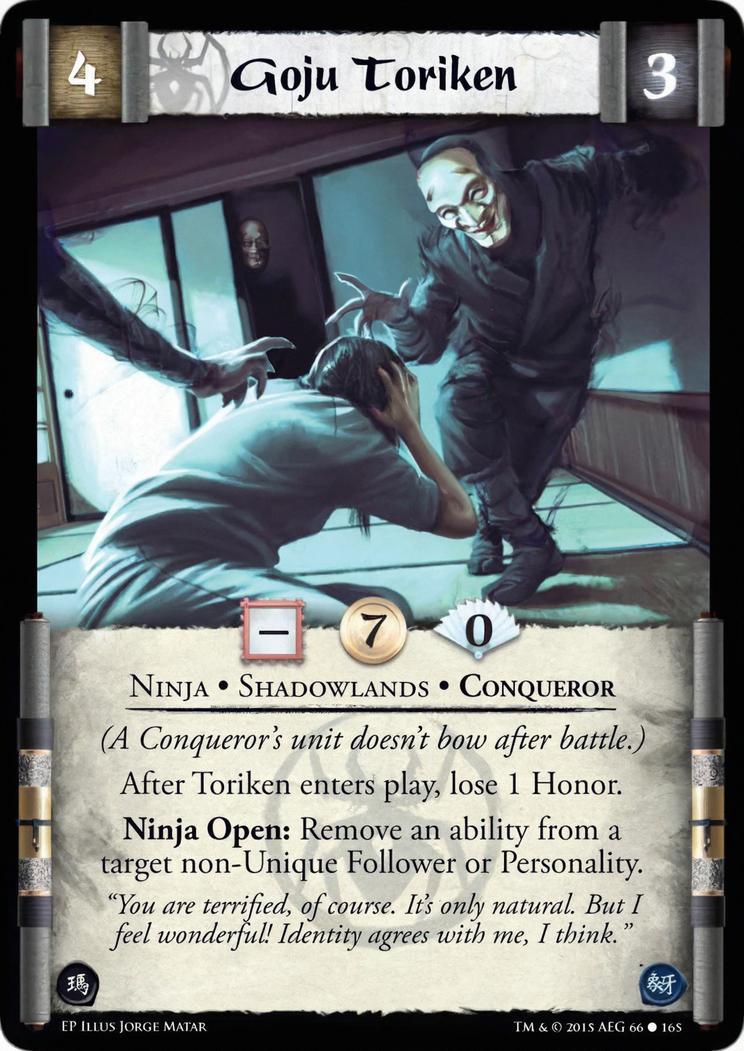 4 Goju Toriken 3
– 7 0
Ninja • Shadowlands • Conqueror
(A Conqueror's unit doesn't bow after battle.)
After Toriken enters play, lose 1 Honor.
Ninja Open: Remove an ability from a
target non-Unique Follower or Personality.
"You are terrified, of course. It's only natural. But I
feel wonderful! Identity agrees with me, I think."
EP Illus Jorge Matar
TM & © 2015 AEG 66 ● 165